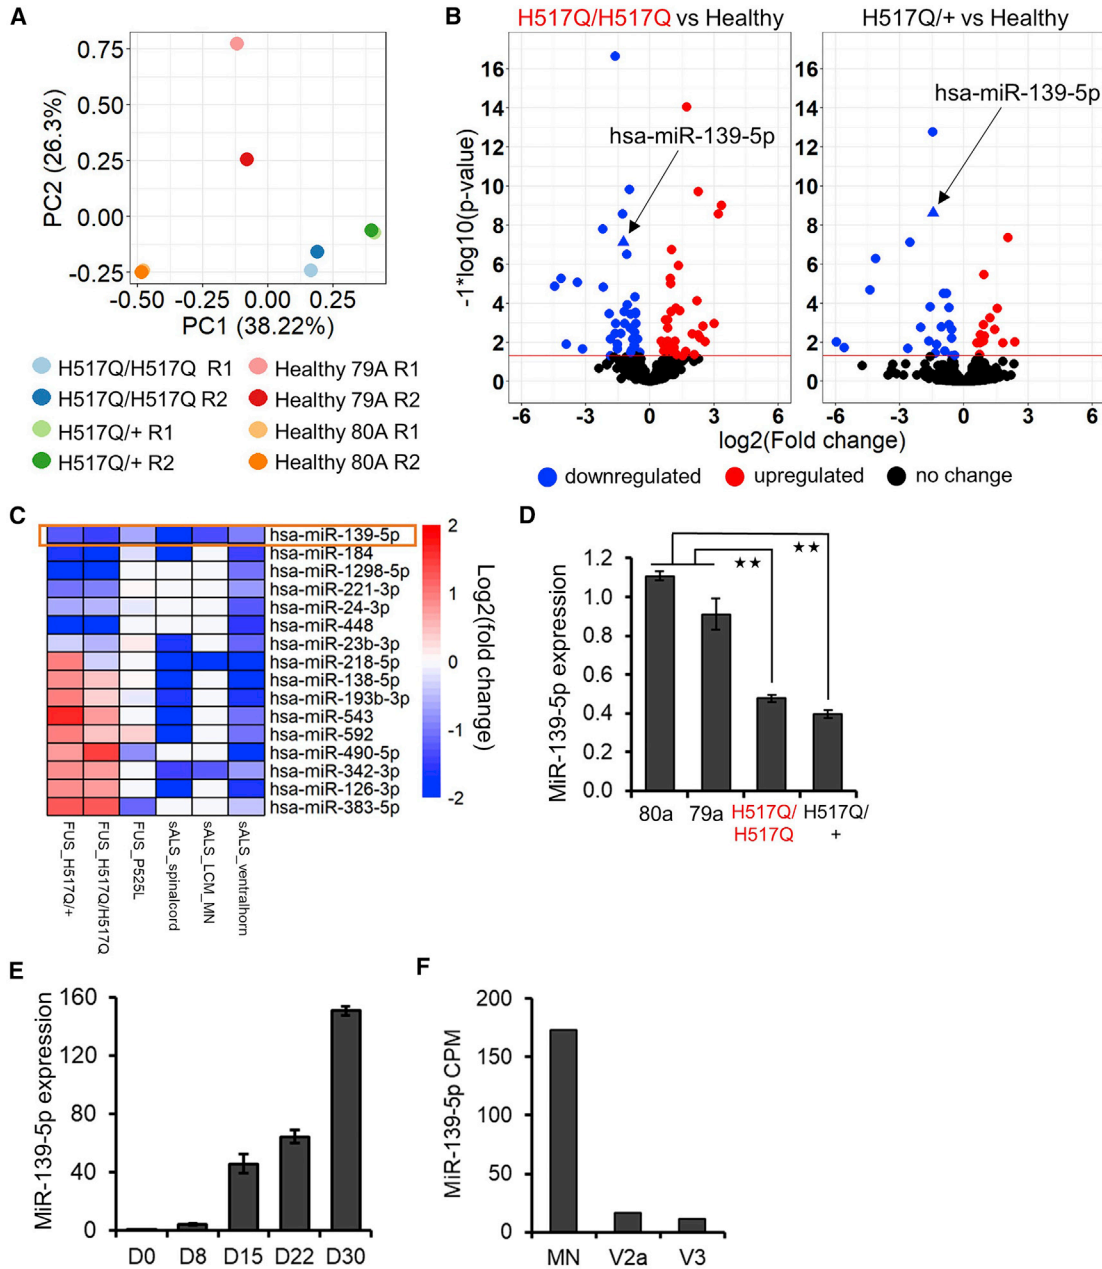 A
0.75
0.50
0.25
0.00
-0.25
PC2 (26.3%)
-0.50 -0.25 0.00 0.25
PC1 (38.22%)
H517Q/H517Q R1
H517Q/H517Q R2
H517Q/+ R1
H517Q/+ R2
Healthy 79A R1
Healthy 79A R2
Healthy 80A R1
Healthy 80A R2
B
H517Q/H517Q vs Healthy
H517Q/+ vs Healthy
-1*log10(p-value)
16
14
12
10
8
6
4
2
0
hsa-miR-139-5p
-6 -3 0 3 6
16
14
12
10
8
6
4
2
0
hsa-miR-139-5p
-6 -3 0 3 6
log2(Fold change)
downregulated
upregulated
no change
C
hsa-miR-139-5p
hsa-miR-184
hsa-miR-1298-5p
hsa-miR-221-3p
hsa-miR-24-3p
hsa-miR-448
hsa-miR-23b-3p
hsa-miR-218-5p
hsa-miR-138-5p
hsa-miR-193b-3p
hsa-miR-543
hsa-miR-592
hsa-miR-490-5p
hsa-miR-342-3p
hsa-miR-126-3p
hsa-miR-383-5p
FUS_H517Q/+
FUS_H517Q/H517Q
FUS_P525L
sALS_spinalcord
sALS_LCM_MN
sALS_ventralhorn
2
1
0
-1
-2
Log2(fold change)
D
MiR-139-5p expression
1.2
1.0
0.8
0.6
0.4
0.2
0.0
★★
★★
80a 79a H517Q/ H517Q/
H517Q +
E
MiR-139-5p expression
160
120
80
40
0
D0 D8 D15 D22 D30
F
MiR-139-5p CPM
200
150
100
50
0
MN V2a V3